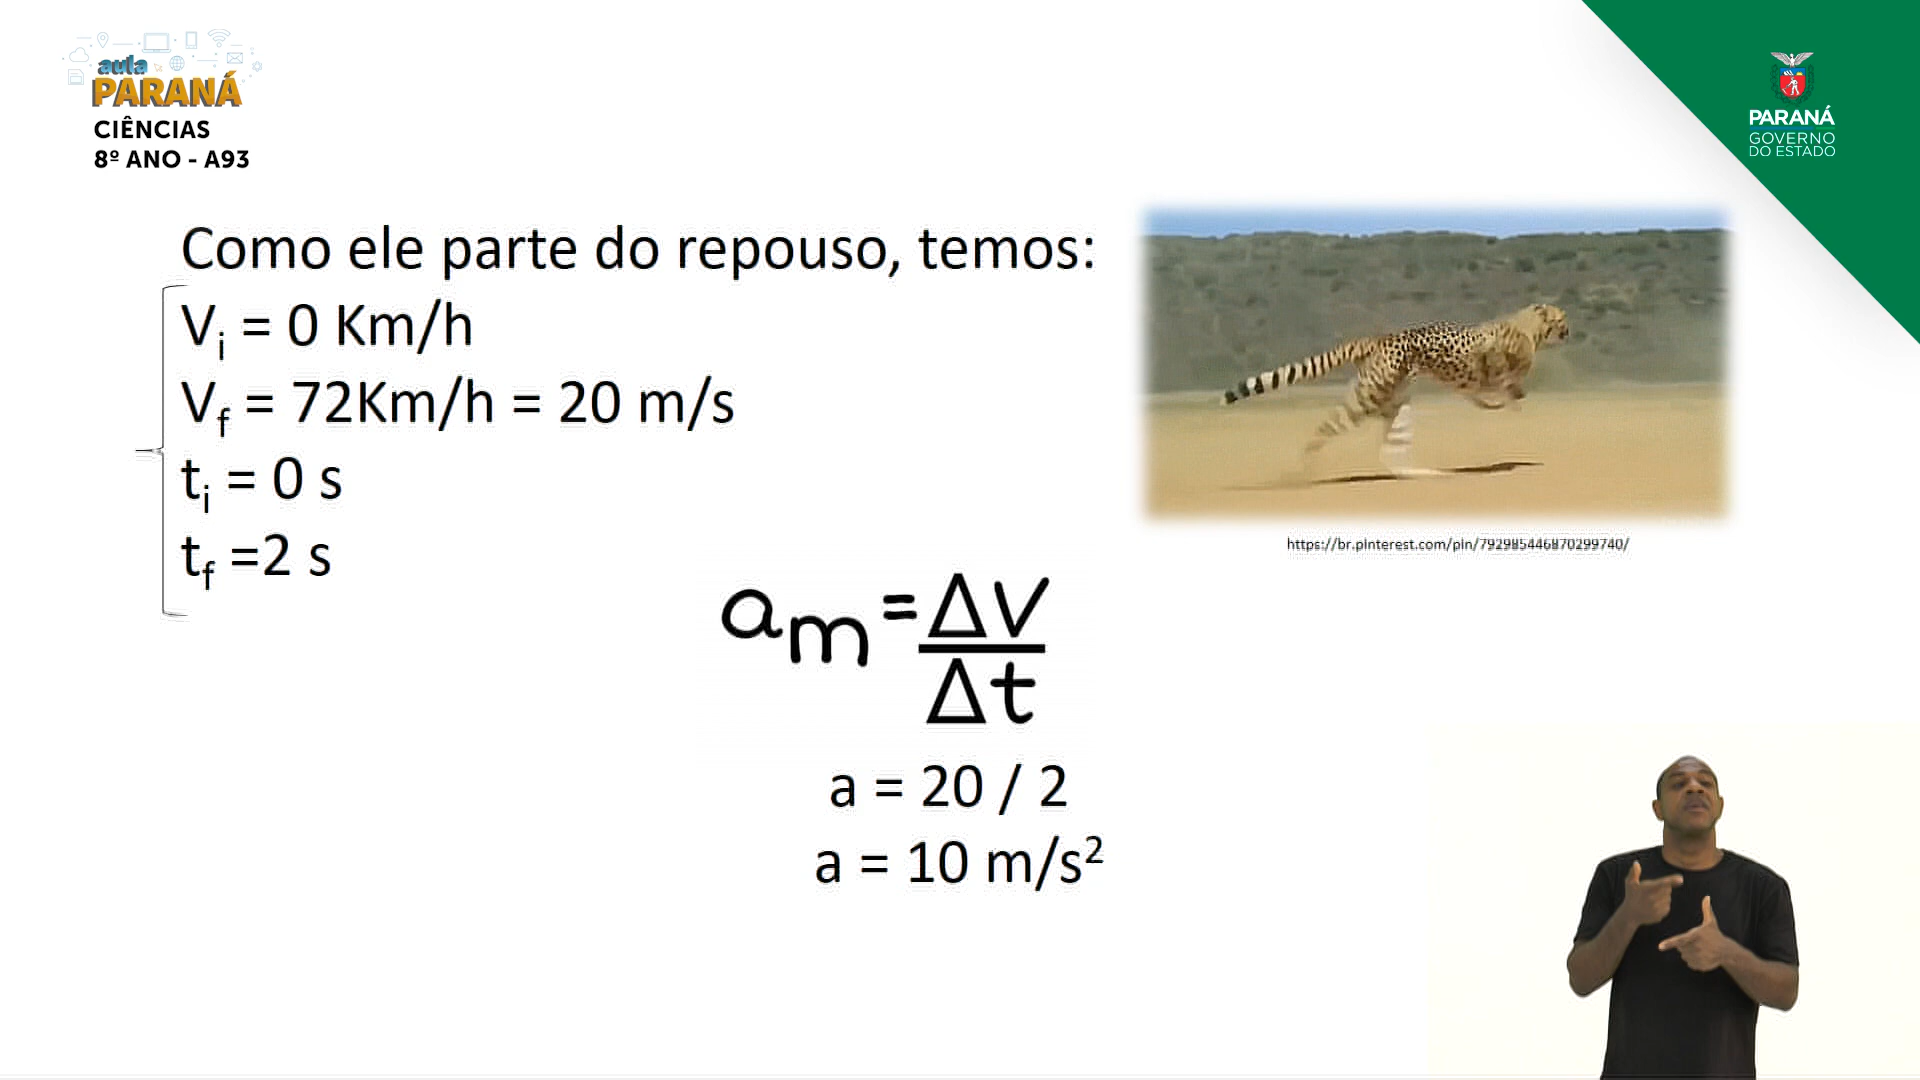 aula
PARANÁ
CIÊNCIAS
8º ANO - A93
PARANÁ
GOVERNO
DO ESTADO
Como ele parte do repouso, temos:
Vi = 0 Km/h
Vf = 72Km/h = 20 m/s
ti = 0 s
tf =2 s
https://br.pinterest.com/pin/792985446870299740/
am = ΔV
Δt
a = 20 / 2
a = 10 m/s²